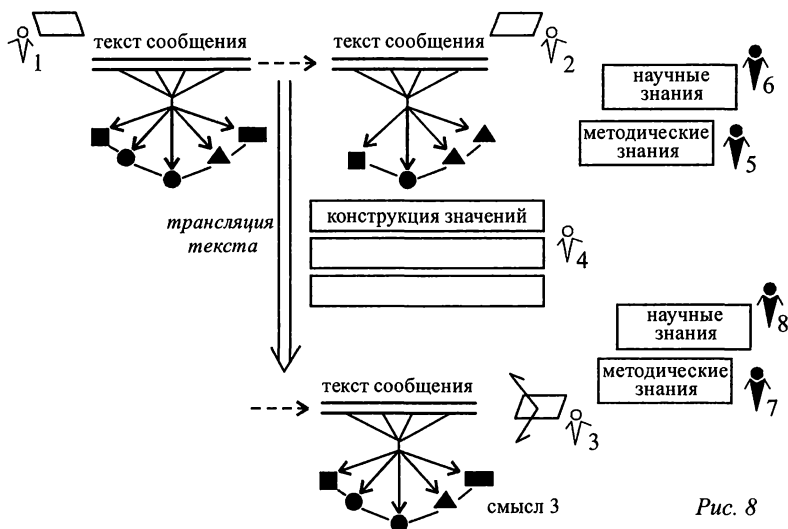 1
текст сообщения
текст сообщения
2
научные
знания
6
методические
знания
5
трансляция
текста
конструкция значений
4
научные
знания
8
методические
знания
7
текст сообщения
3
смысл 3
Рис. 8